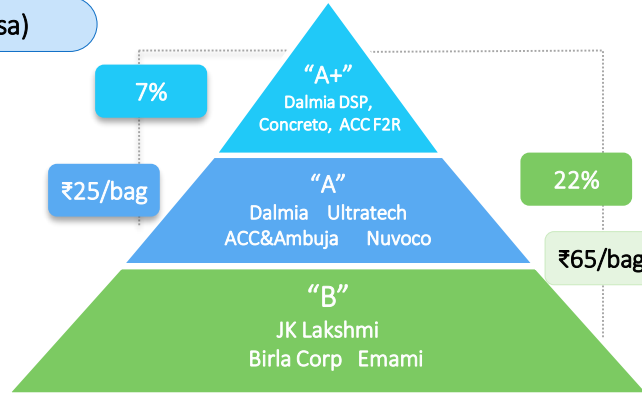 sa)
“A+”
7%
Dalmia DSP,
Concreto, ACC F2R
₹25/bag
“A”
22%
Dalmia Ultratech
ACC&Ambuja Nuvoco
₹65/bag
“B”
JK Lakshmi
Birla Corp Emami